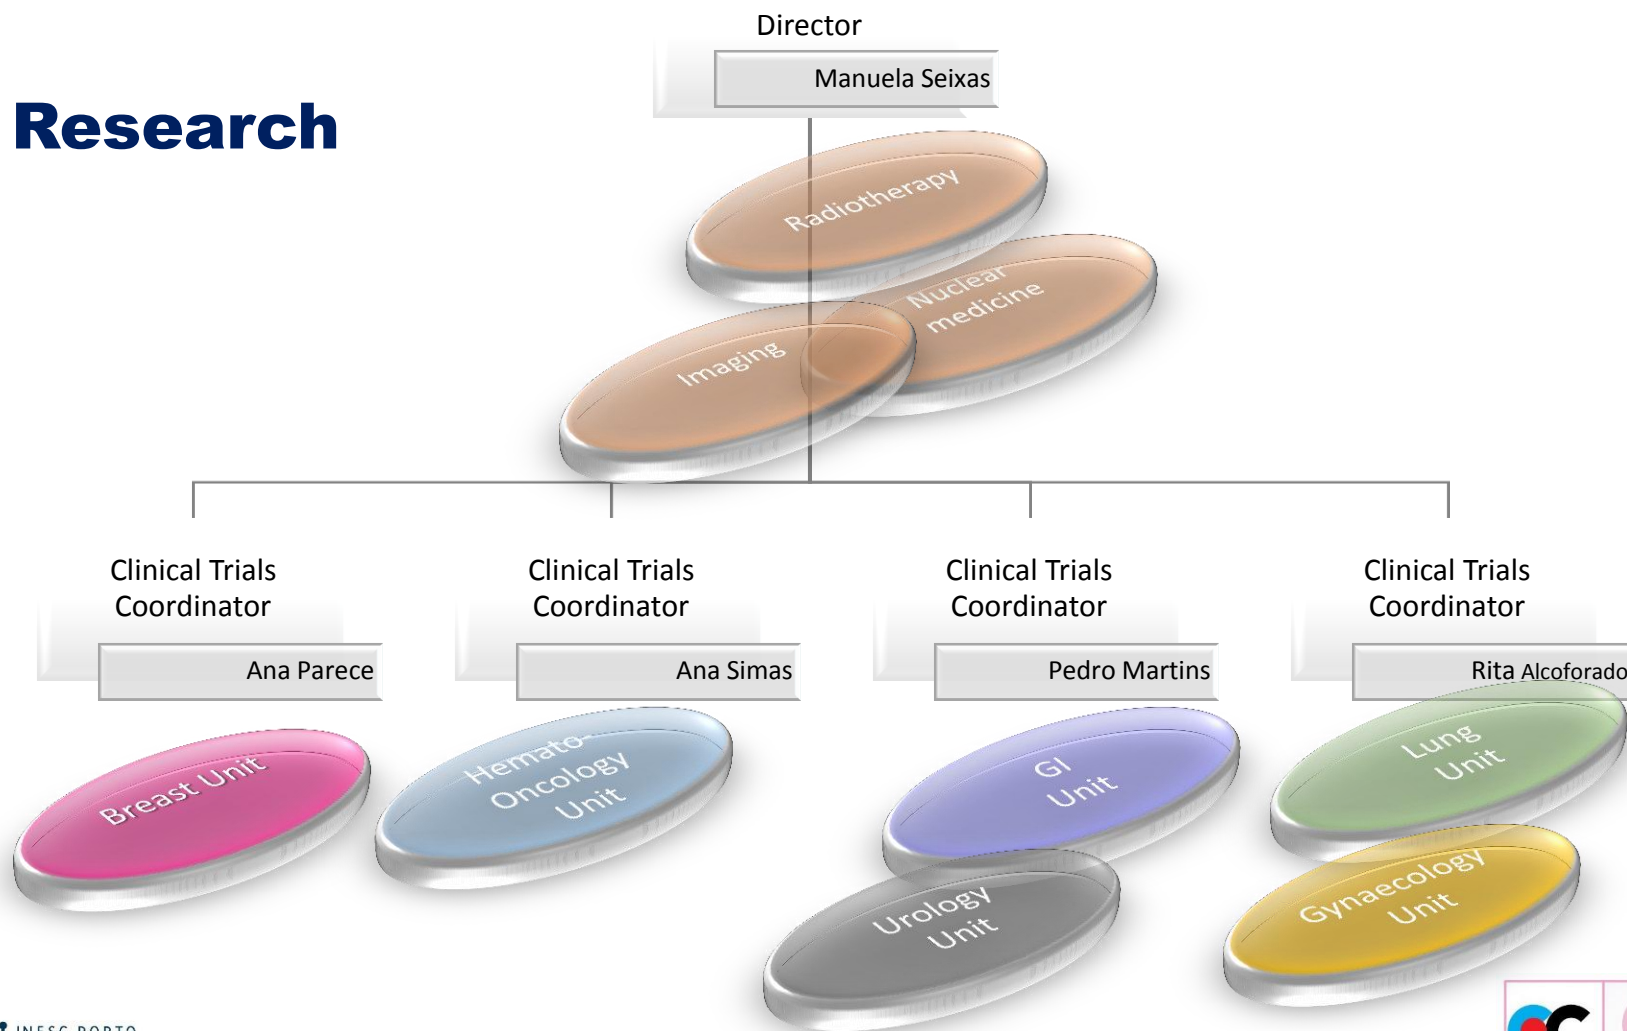 Director
Manuela Seixas
Research
Radiotherapy
Nuclear
medicine
Imaging
Clinical Trials
Coordinator
Ana Parece
Clinical Trials
Coordinator
Ana Simas
Clinical Trials
Coordinator
Pedro Martins
Clinical Trials
Coordinator
Rita Alcoforado
Breast Unit
Hemato-
Oncology
Unit
GI
Unit
Urology
Unit
Lung
Unit
Gynaecology
Unit
INESC PORTO